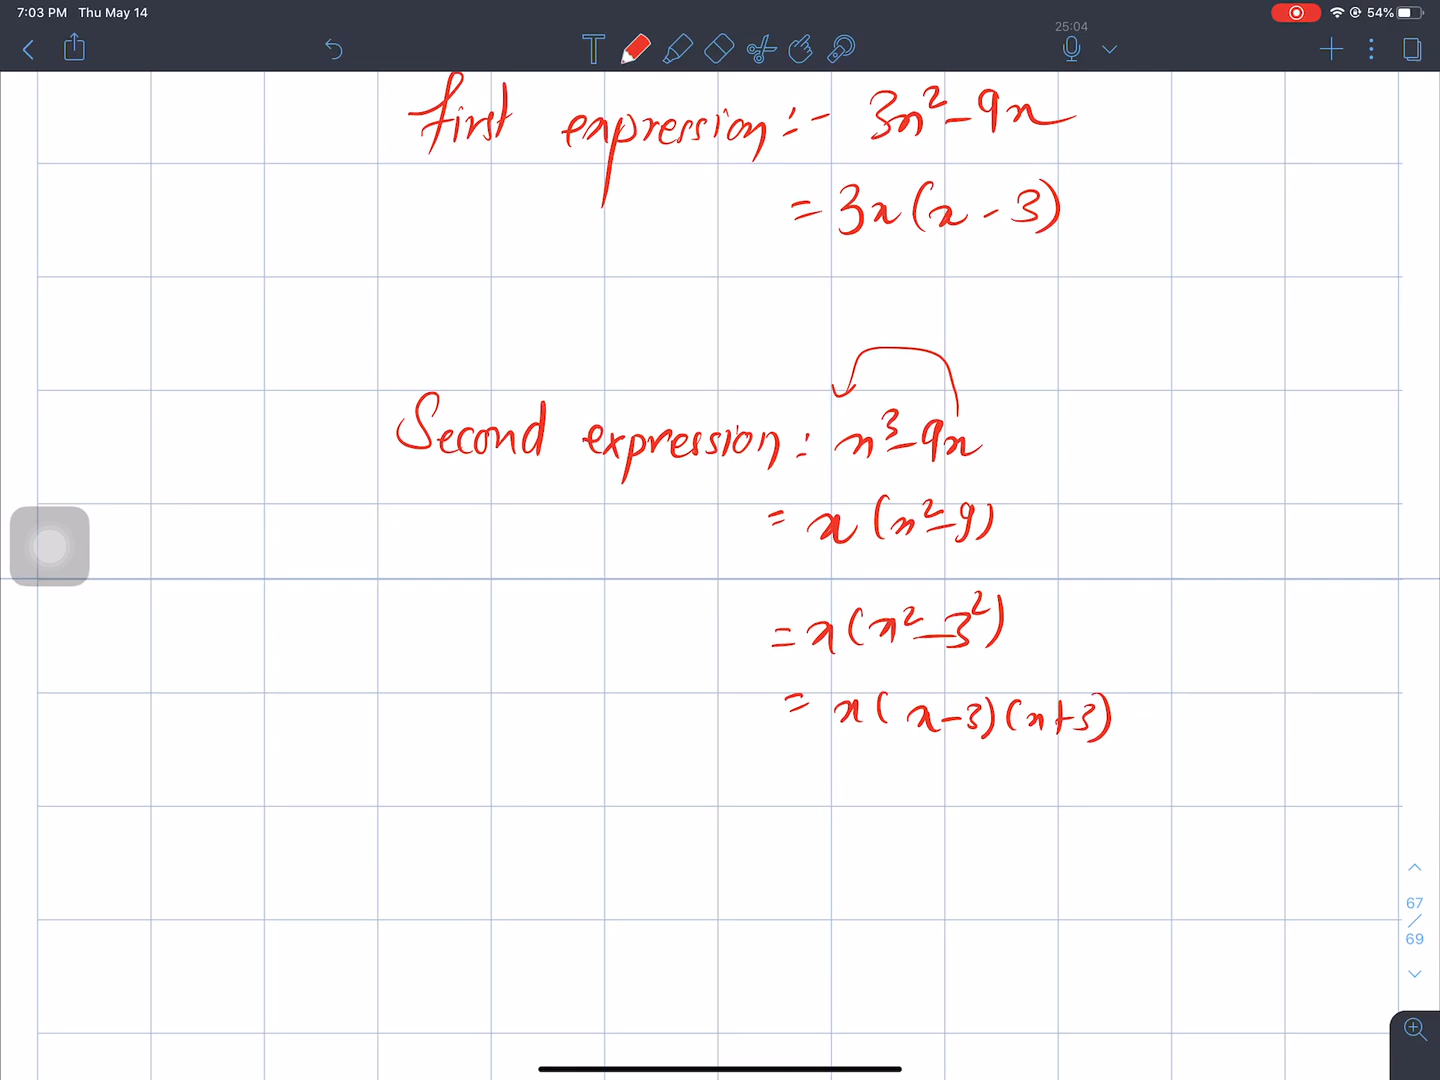 7:03 PM Thu May 14
54%
25:04
T
first expression :- 3x² - 9x
= 3x(x - 3)
Second expression : x³ - 9x
= x(x² - 9)
= x(x² - 3²)
= x(x - 3)(x + 3)
67
/
69